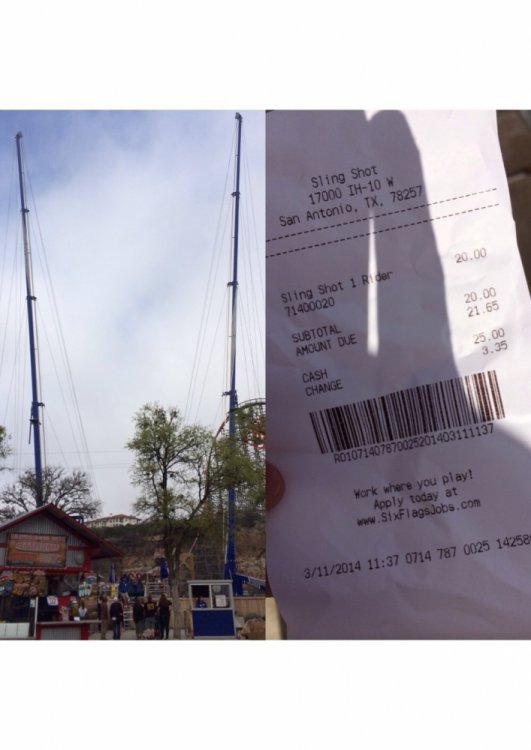 Sling Shot
17000 IH-10 W
San Antonio, TX, 78257
20.00
Sling Shot 1 Rider
71400020
20.00
SUBTOTAL 21.65
AMOUNT DUE
25.00
CASH 3.35
CHANGE
R0107140787002520140311137
Work where you play!
Apply today at
www.SixFlagsJobs.com
3/11/2014 11:37 0714 787 0025